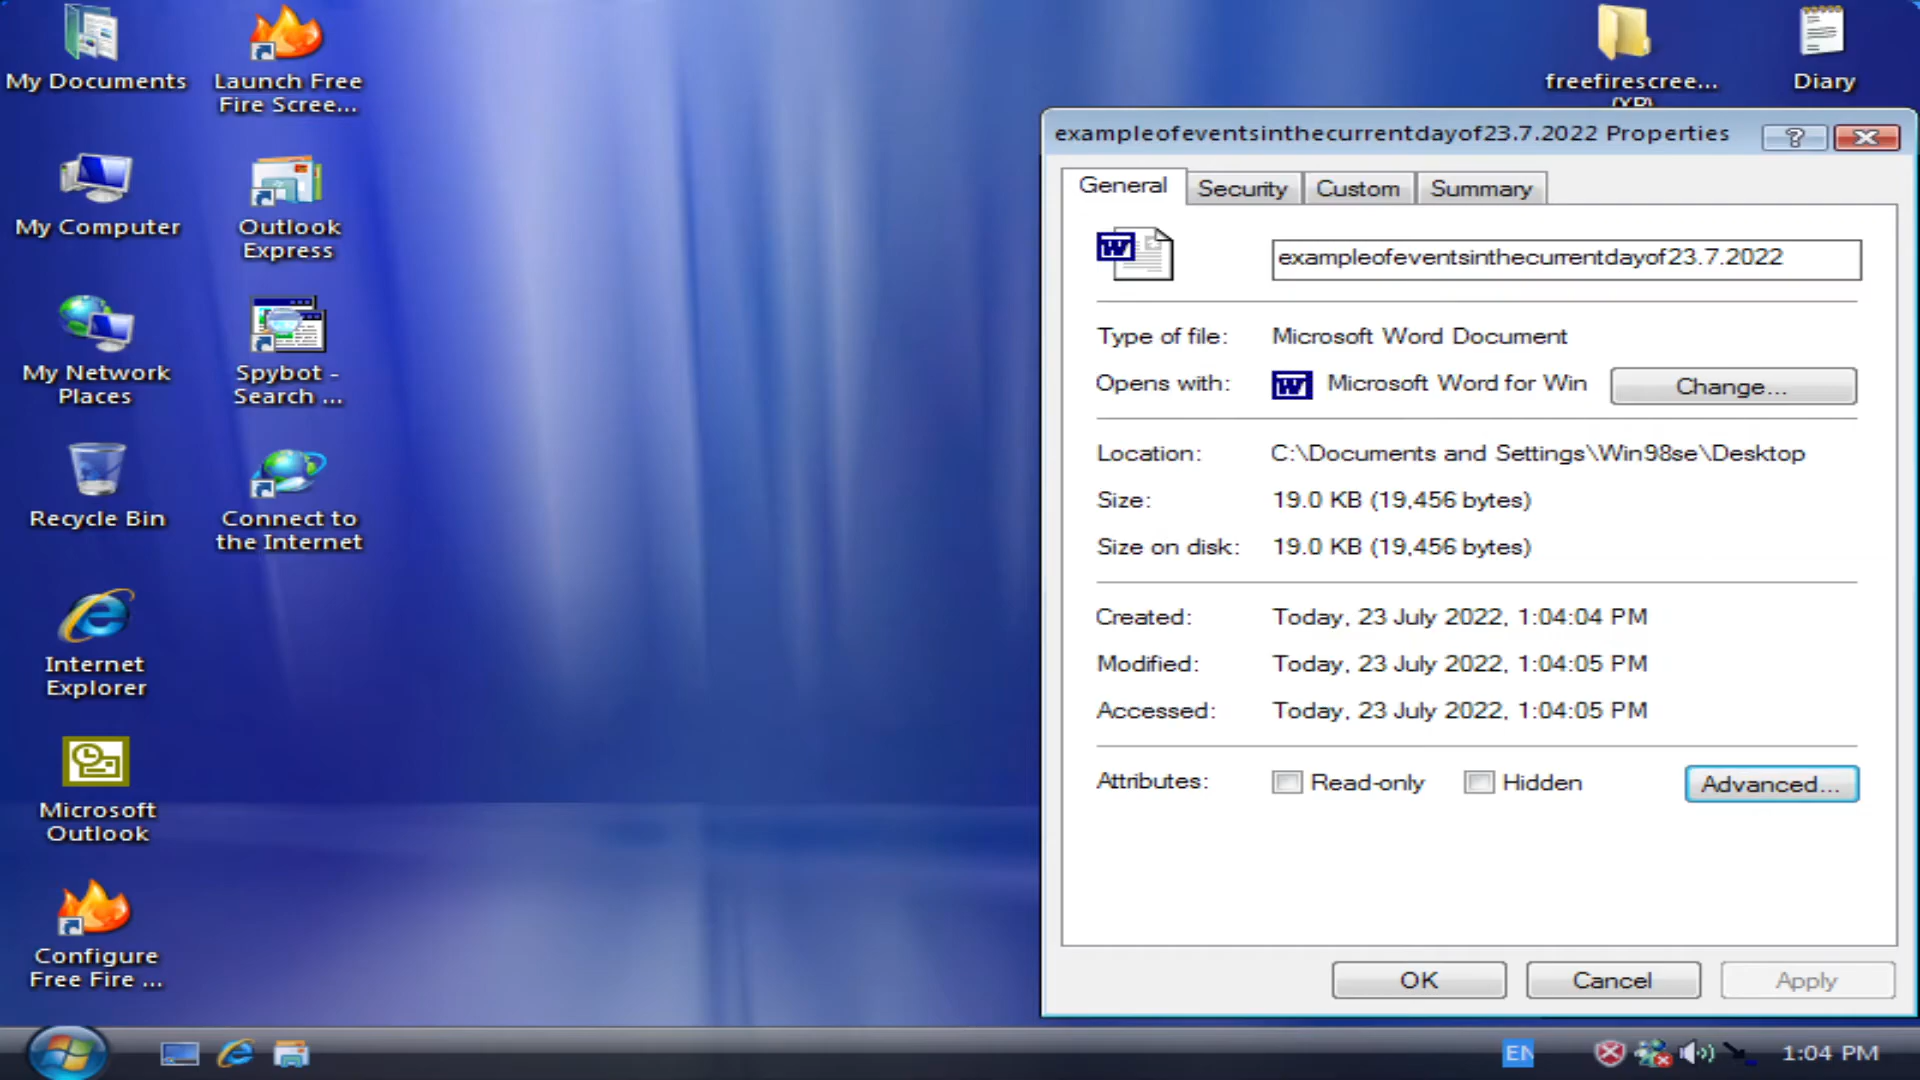 My Documents
Launch Free
Fire Scree...
My Computer
Outlook
Express
My Network
Places
Spybot -
Search ...
Recycle Bin
Connect to
the Internet
Internet
Explorer
Microsoft
Outlook
Configure
Free Fire ...
freefirescree...
(XP)
Diary
exampleofeventsinthecurrentdayof23.7.2022 Properties
?
General
Security
Custom
Summary
exampleofeventsinthecurrentdayof23.7.2022
Type of file: Microsoft Word Document
Opens with: Microsoft Word for Win
Change...
Location: C:\Documents and Settings\Win98se\Desktop
Size: 19.0 KB (19,456 bytes)
Size on disk: 19.0 KB (19,456 bytes)
Created: Today, 23 July 2022, 1:04:04 PM
Modified: Today, 23 July 2022, 1:04:05 PM
Accessed: Today, 23 July 2022, 1:04:05 PM
Attributes: Read-only Hidden
Advanced...
OK
Cancel
Apply
EN
1:04 PM